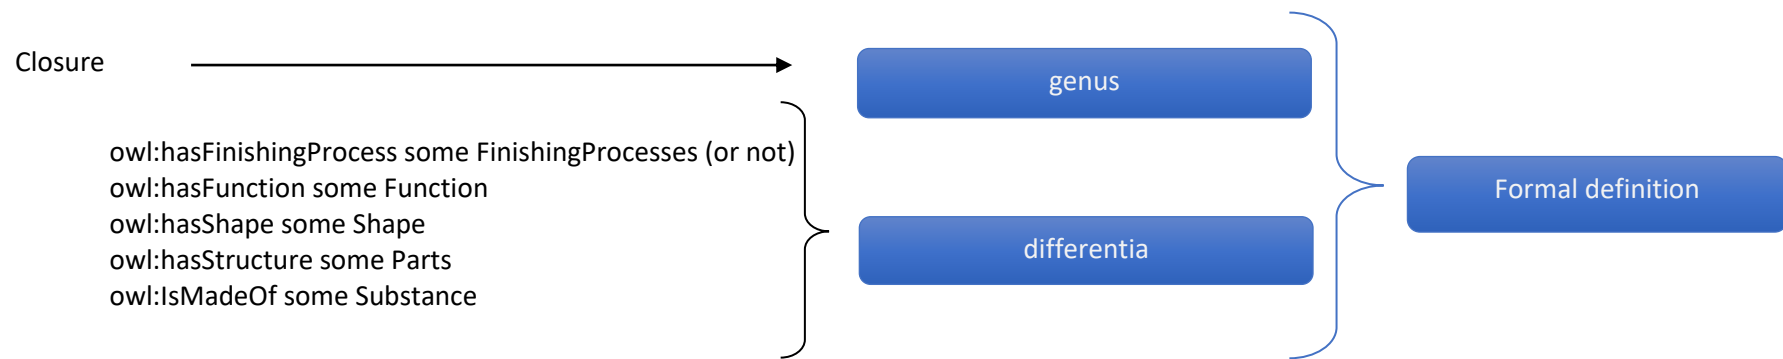 Closure
genus
owl:hasFinishingProcess some FinishingProcesses (or not)
owl:hasFunction some Function
owl:hasShape some Shape
owl:hasStructure some Parts
owl:IsMadeOf some Substance
differentia
Formal definition